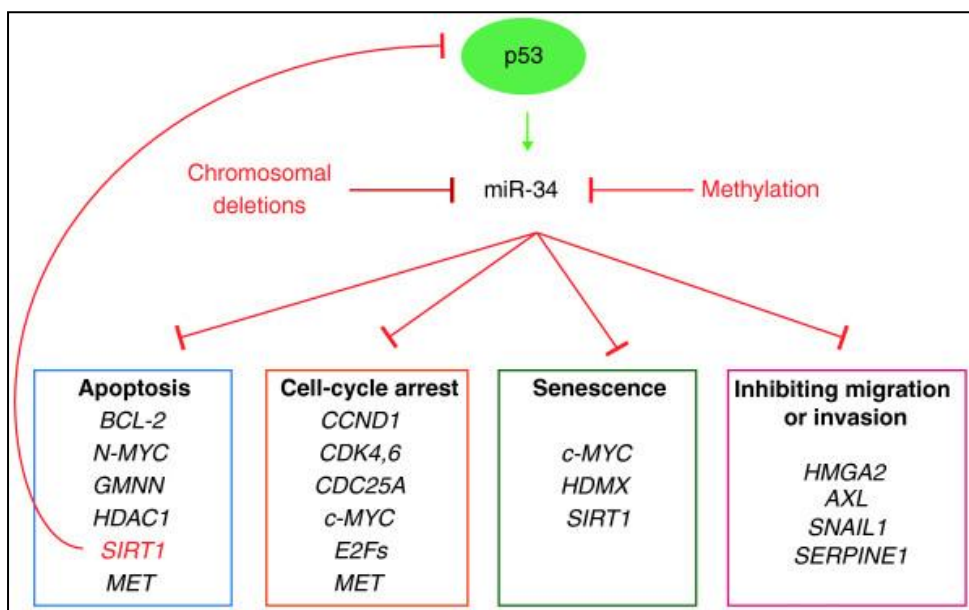 p53
Chromosomal
deletions
miR-34
Methylation
Apoptosis
BCL-2
N-MYC
GMNN
HDAC1
SIRT1
MET
Cell-cycle arrest
CCND1
CDK4,6
CDC25A
c-MYC
E2Fs
MET
Senescence
c-MYC
HDMX
SIRT1
Inhibiting migration
or invasion
HMGA2
AXL
SNAIL1
SERPINE1